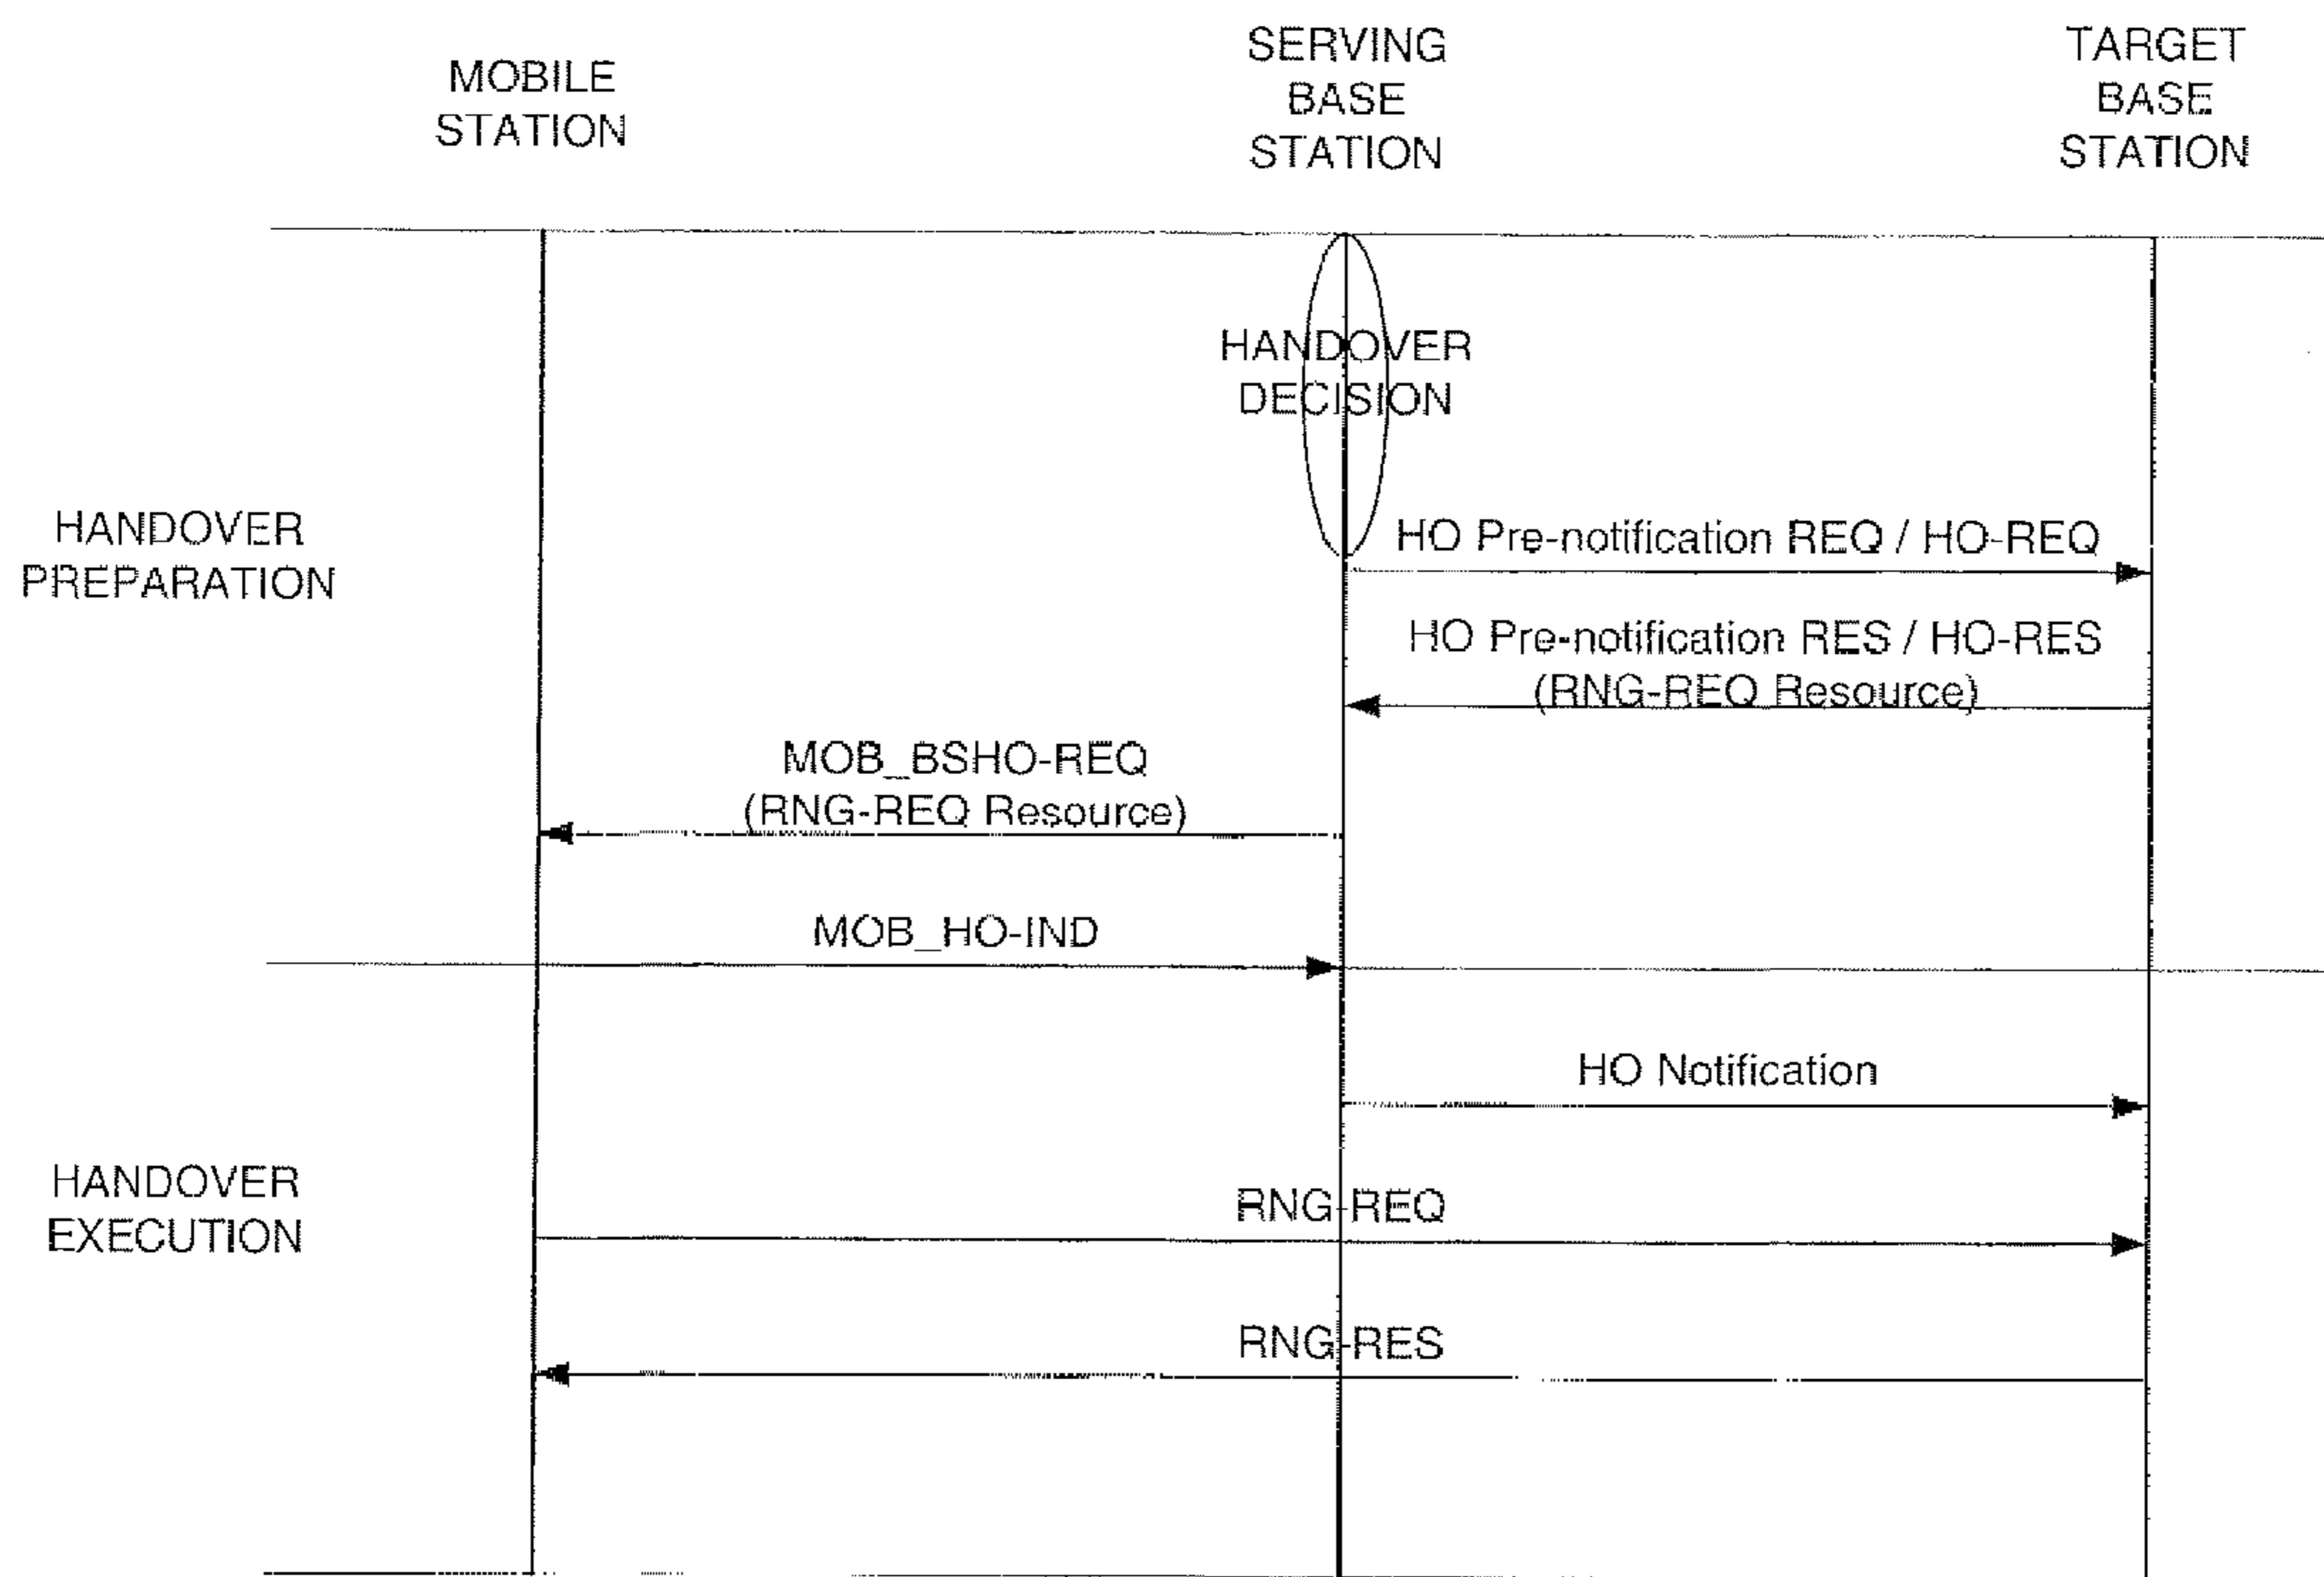 MOBILE
STATION
SERVING
BASE
STATION
TARGET
BASE
STATION
HANDOVER
DECISION
HANDOVER
PREPARATION
HO Pre-notification REQ / HO-REQ
HO Pre-notification RES / HO-RES
(RNG-REQ Resource)
MOB_BSHO-REQ
(RNG-REQ Resource)
MOB_HO-IND
HO Notification
HANDOVER
EXECUTION
RNG-REQ
RNG-RES